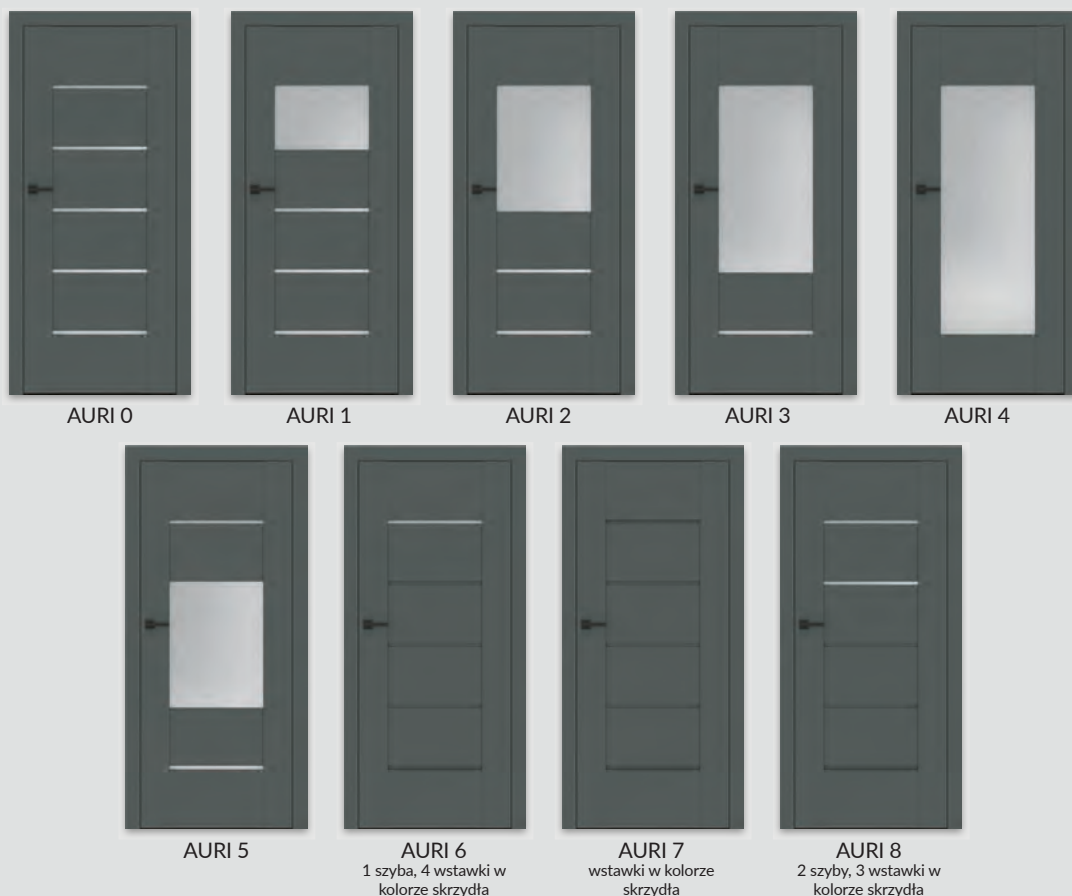 AURI 0
AURI 1
AURI 2
AURI 3
AURI 4
AURI 5
AURI 6
1 szyba, 4 wstawki w
kolorze skrzydła
AURI 7
wstawki w kolorze
skrzydła
AURI 8
2 szyby, 3 wstawki w
kolorze skrzydła